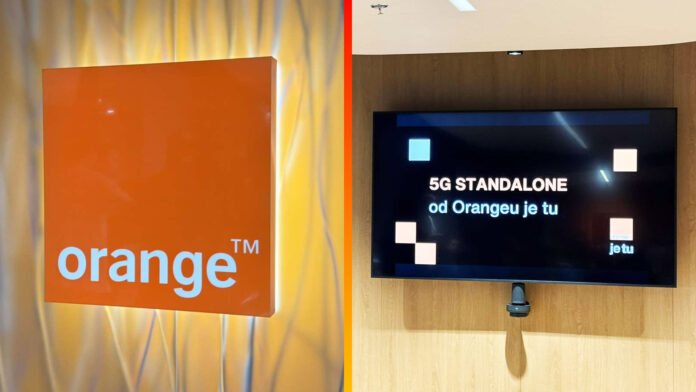 orange™
5G STANDALONE
od Orangeu je tu
je tu